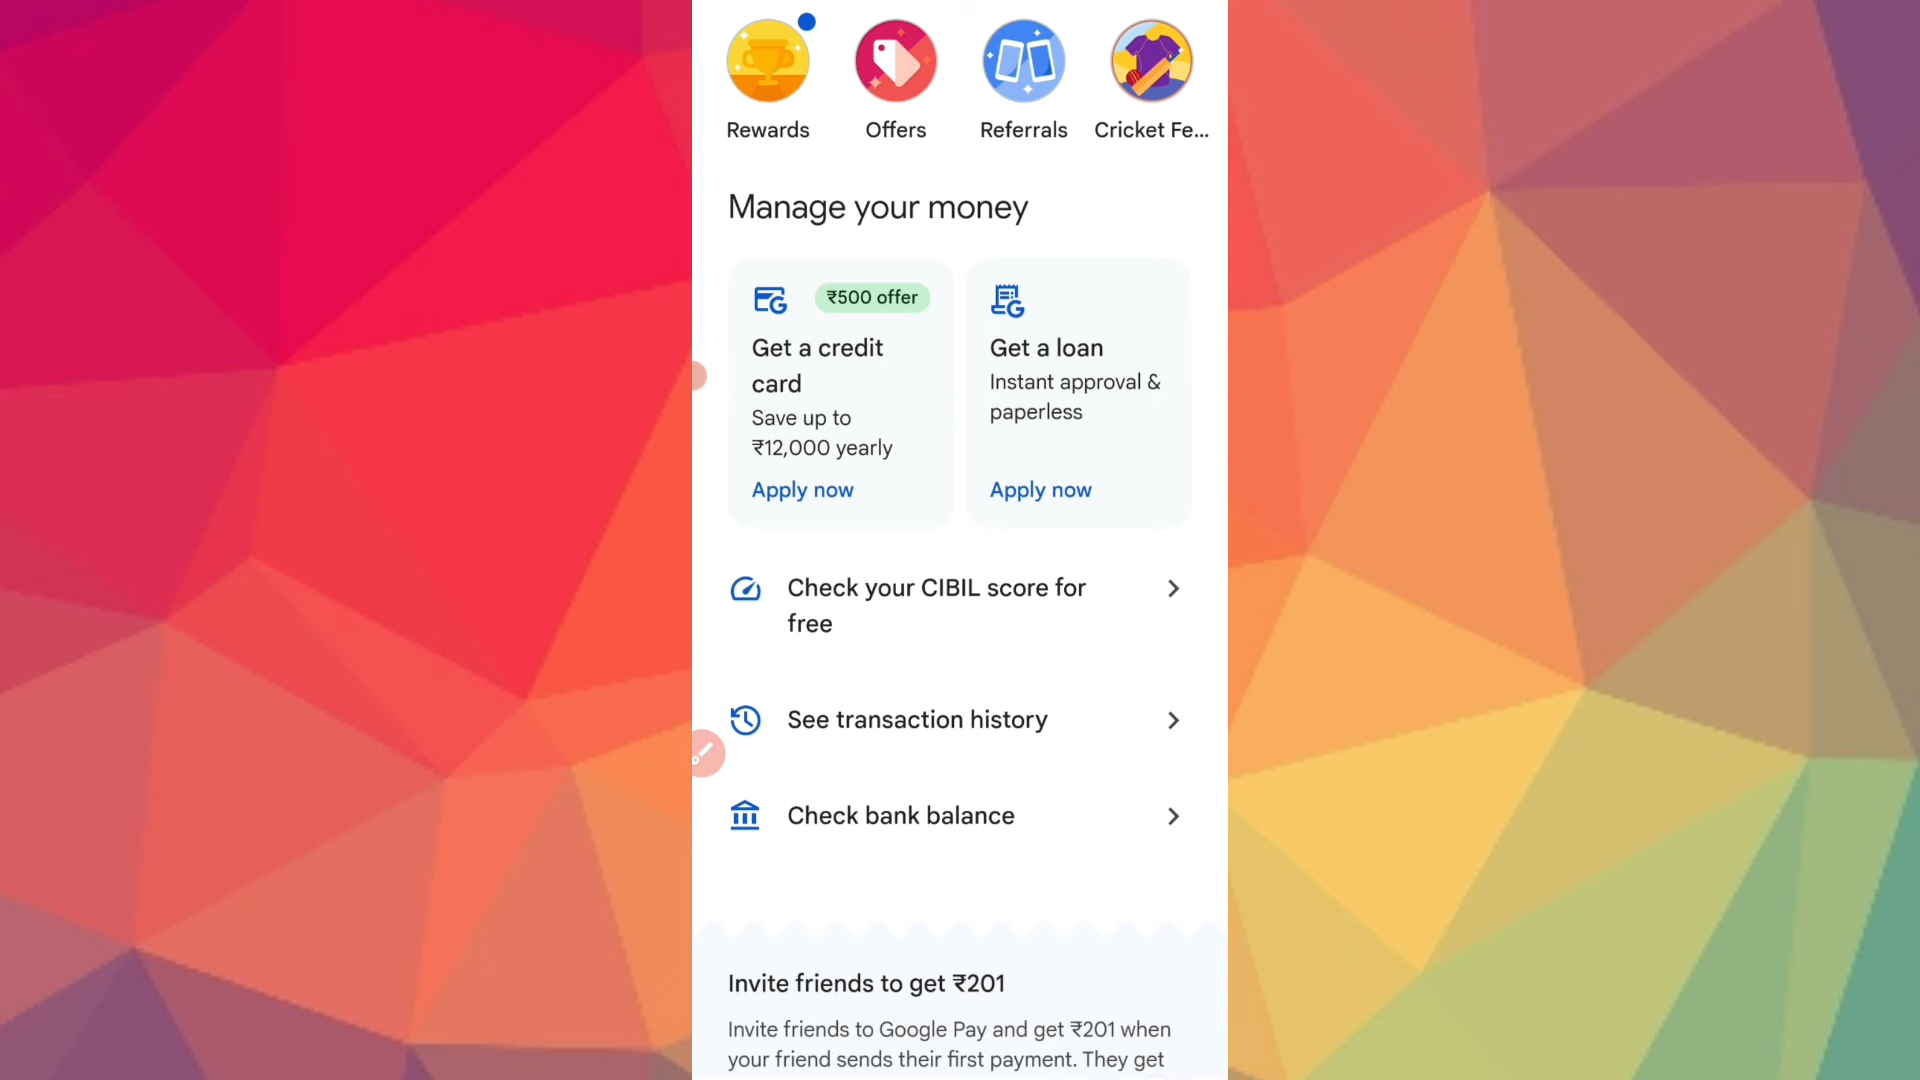 Rewards Offers Referrals Cricket Fe...
Manage your money
₹500 offer
Get a credit
card
Save up to
₹12,000 yearly
Apply now
Get a loan
Instant approval &
paperless
Apply now
Check your CIBIL score for
free
See transaction history
Check bank balance
Invite friends to get ₹201
Invite friends to Google Pay and get ₹201 when
your friend sends their first payment. They get